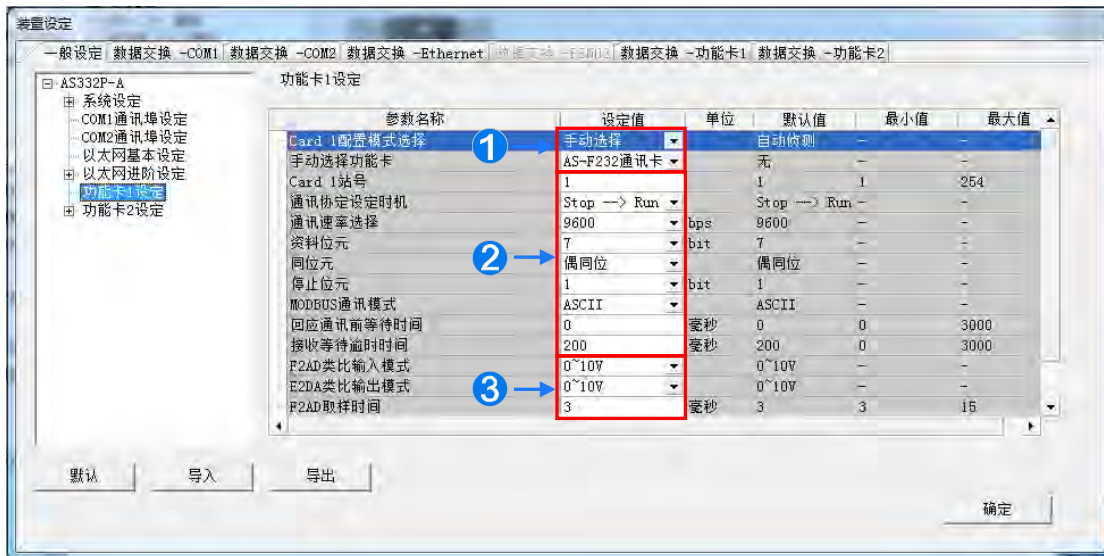 装置设定
一般设定 数据交换 -COM1 数据交换 -COM2 数据交换 -Ethernet 数据交换 -功能卡1 数据交换 -功能卡2
AS332P-A
系统设定
COM1通讯埠设定
COM2通讯埠设定
以太网基本设定
以太网进阶设定
功能卡1设定
功能卡2设定
功能卡1设定
参数名称 设定值 单位 默认值 最小值 最大值
Card 1配置模式选择 手动选择 自动侦测 - -
手动选择功能卡 AS-F232通讯卡 无 - -
Card 1站号 1 1 1 254
通讯协定设定时机 Stop --> Run Stop --> Run - -
通讯速率选择 9600 bps 9600 - -
资料位元 7 bit 7 - -
同位元 偶同位 偶同位 - -
停止位元 1 bit 1 - -
MODBUS通讯模式 ASCII ASCII - -
回应通讯前等待时间 0 毫秒 0 0 3000
接收等待逾时时间 200 毫秒 200 0 3000
F2AD类比输入模式 0~10V 0~10V - -
F2DA类比输出模式 0~10V 0~10V - -
F2AD取样时间 3 毫秒 3 3 15
1
2
3
默认 导入 导出
确定